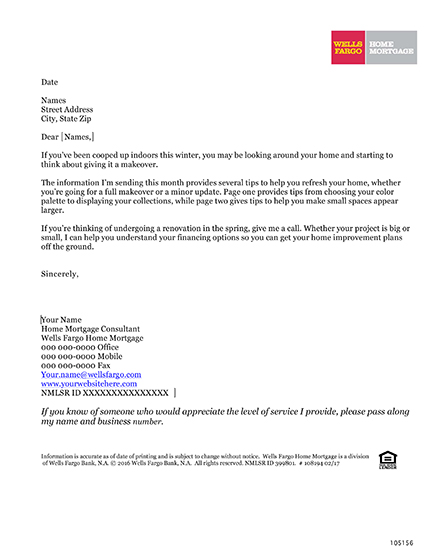 WELLS HOME
FARGO MORTGAGE
Date
Names
Street Address
City, State Zip
Dear Names,
If you've been cooped up indoors this winter, you may be looking around your home and starting to
think about giving it a makeover.
The information I'm sending this month provides several tips to help you refresh your home, whether
you're going for a full makeover or a minor update. Page one provides tips from choosing your color
palette to displaying your collections, while page two gives tips to help you make small spaces appear
larger.
If you're thinking of undergoing a renovation in the spring, give me a call. Whether your project is big or
small, I can help you understand your financing options so you can get your home improvement plans
off the ground.
Sincerely,
Your Name
Home Mortgage Consultant
Wells Fargo Home Mortgage
000 000-0000 Office
000 000-0000 Mobile
000 000-0000 Fax
Your.name@wellsfargo.com
www.yourwebsitehere.com
NMLSR ID XXXXXXXXXXXXXXX
If you know of someone who would appreciate the level of service I provide, please pass along
my name and business number.
Information is accurate as of date of printing and is subject to change without notice. Wells Fargo Home Mortgage is a division
of Wells Fargo Bank, N.A. © 2016 Wells Fargo Bank, N.A. All rights reserved. NMLSR ID 399801. # 108194 02/17
105156